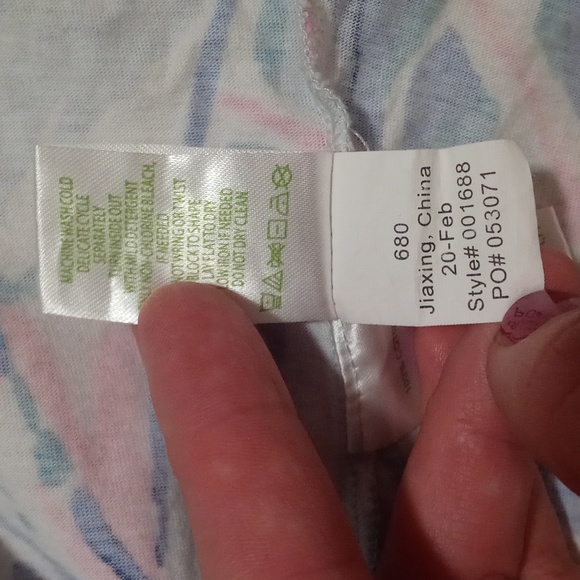 MACHINE WASH COLD
DELICATE CYCLE
SEPARATELY
TURN INSIDE OUT
WITH MILD DETERGENT
NON-CHLORINE BLEACH,
IF NEEDED
NOT WRING OR TWIST
BLOCK TO SHAPE
LAY FLAT TO DRY
LOW IRON IF NEEDED
DO NOT DRY CLEAN
680
Jiaxing, China
20-Feb
Style# 001688
PO# 053071
100%